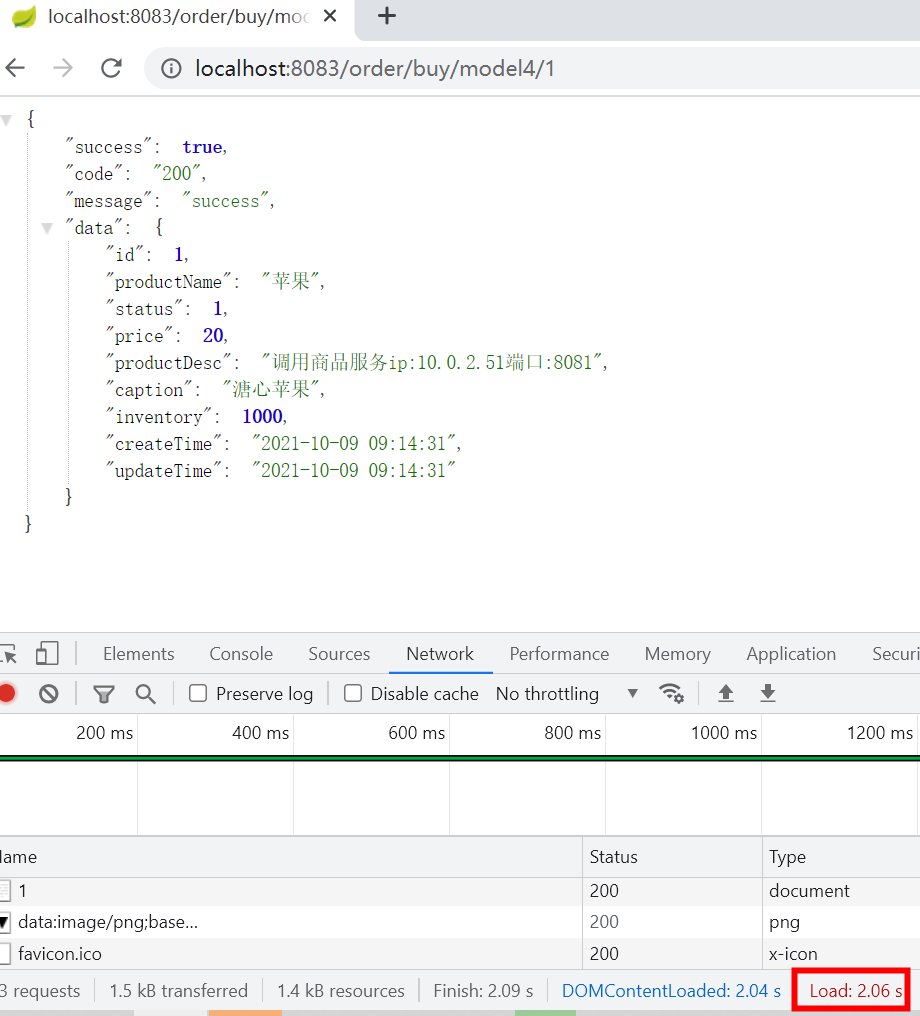 localhost:8083/order/buy/mod
localhost:8083/order/buy/model4/1
{
"success": true,
"code": "200",
"message": "success",
"data": {
"id": 1,
"productName": "苹果",
"status": 1,
"price": 20,
"productDesc": "调用商品服务ip:10.0.2.51端口:8081",
"caption": "溏心苹果",
"inventory": 1000,
"createTime": "2021-10-09 09:14:31",
"updateTime": "2021-10-09 09:14:31"
}
}
Elements Console Sources Network Performance Memory Application Securi
Preserve log Disable cache No throttling
200 ms 400 ms 600 ms 800 ms 1000 ms 1200 ms
lame Status Type
1 200 document
data:image/png;base... 200 png
favicon.ico 200 x-icon
3 requests 1.5 kB transferred 1.4 kB resources Finish: 2.09 s DOMContentLoaded: 2.04 s Load: 2.06 s